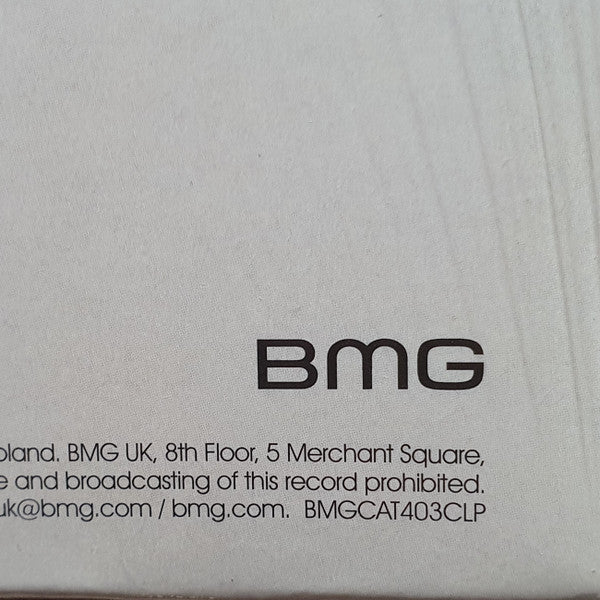 BMG
oland. BMG UK, 8th Floor, 5 Merchant Square,
e and broadcasting of this record prohibited.
uk@bmg.com / bmg.com. BMGCAT403CLP